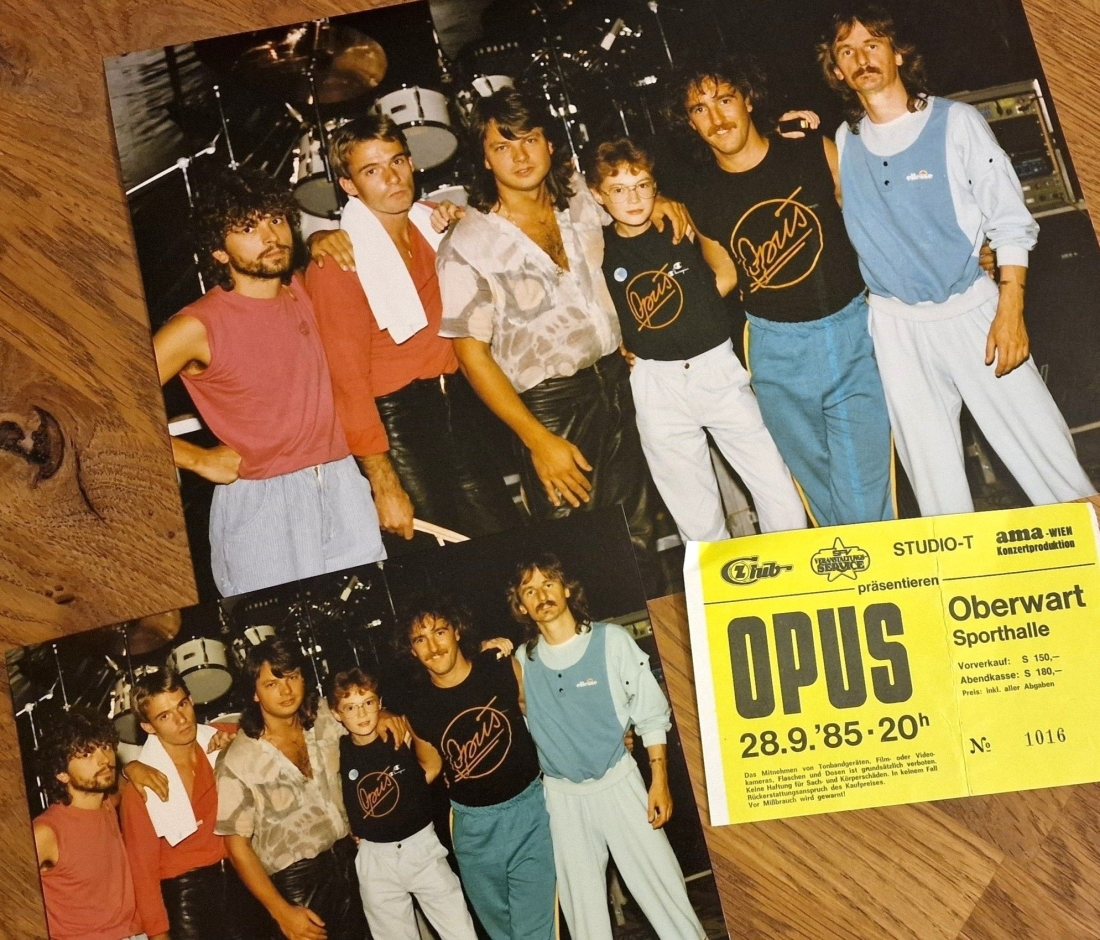 Opus
Opus
ellesse
Opus
Opus
Club
GFV
VERANSTALTUNGS-
SERVICE
STUDIO-T
ama-WIEN
Konzertproduktion
präsentieren
OPUS
28.9.'85·20h
Oberwart
Sporthalle
Vorverkauf: S 150,—
Abendkasse: S 180,—
Preis: inkl. aller Abgaben
Das Mitnehmen von Tonbandgeräten, Film- oder Video-
kameras, Flaschen und Dosen ist grundsätzlich verboten.
Keine Haftung für Sach- und Körperschäden. In keinem Fall
Rückerstattungsanspruch des Kaufpreises.
Vor Mißbrauch wird gewarnt!
№ 1016